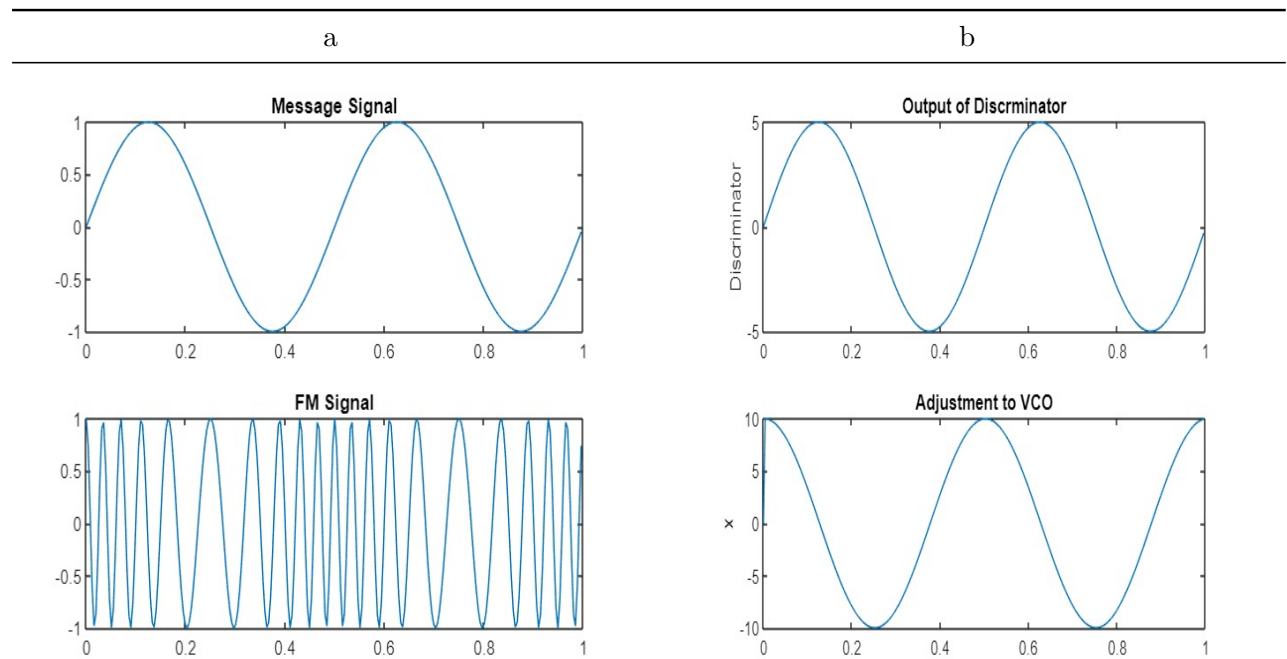 a b
Message Signal
1
0.5
0
-0.5
-1
0 0.2 0.4 0.6 0.8 1
Output of Discrminator
Discriminator
5
0
-5
0 0.2 0.4 0.6 0.8 1
FM Signal
1
0.5
0
-0.5
-1
0 0.2 0.4 0.6 0.8 1
Adjustment to VCO
x
10
5
0
-5
-10
0 0.2 0.4 0.6 0.8 1